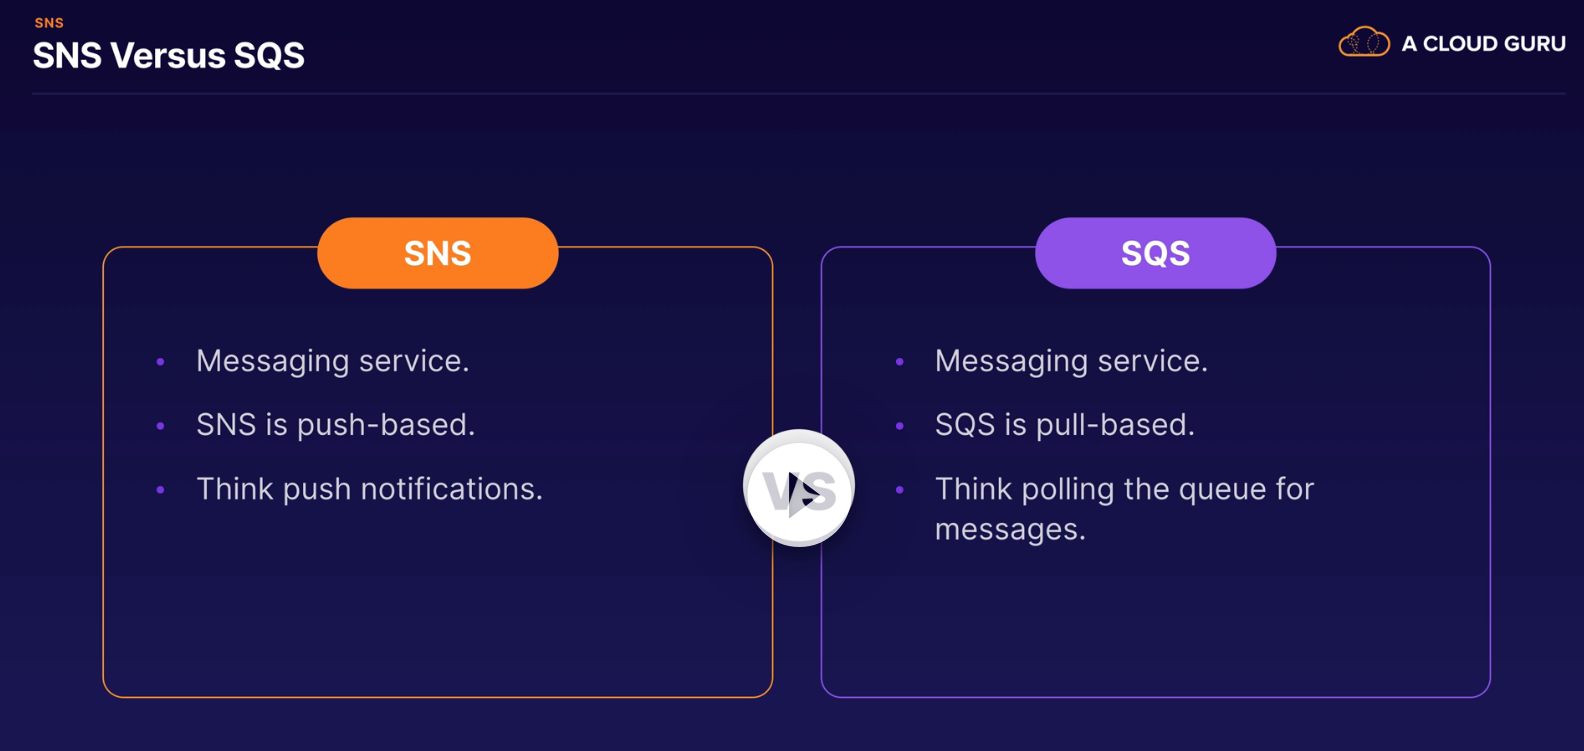 SNS
SNS Versus SQS
A CLOUD GURU
SNS
• Messaging service.
• SNS is push-based.
• Think push notifications.
VS
SQS
• Messaging service.
• SQS is pull-based.
• Think polling the queue for
messages.